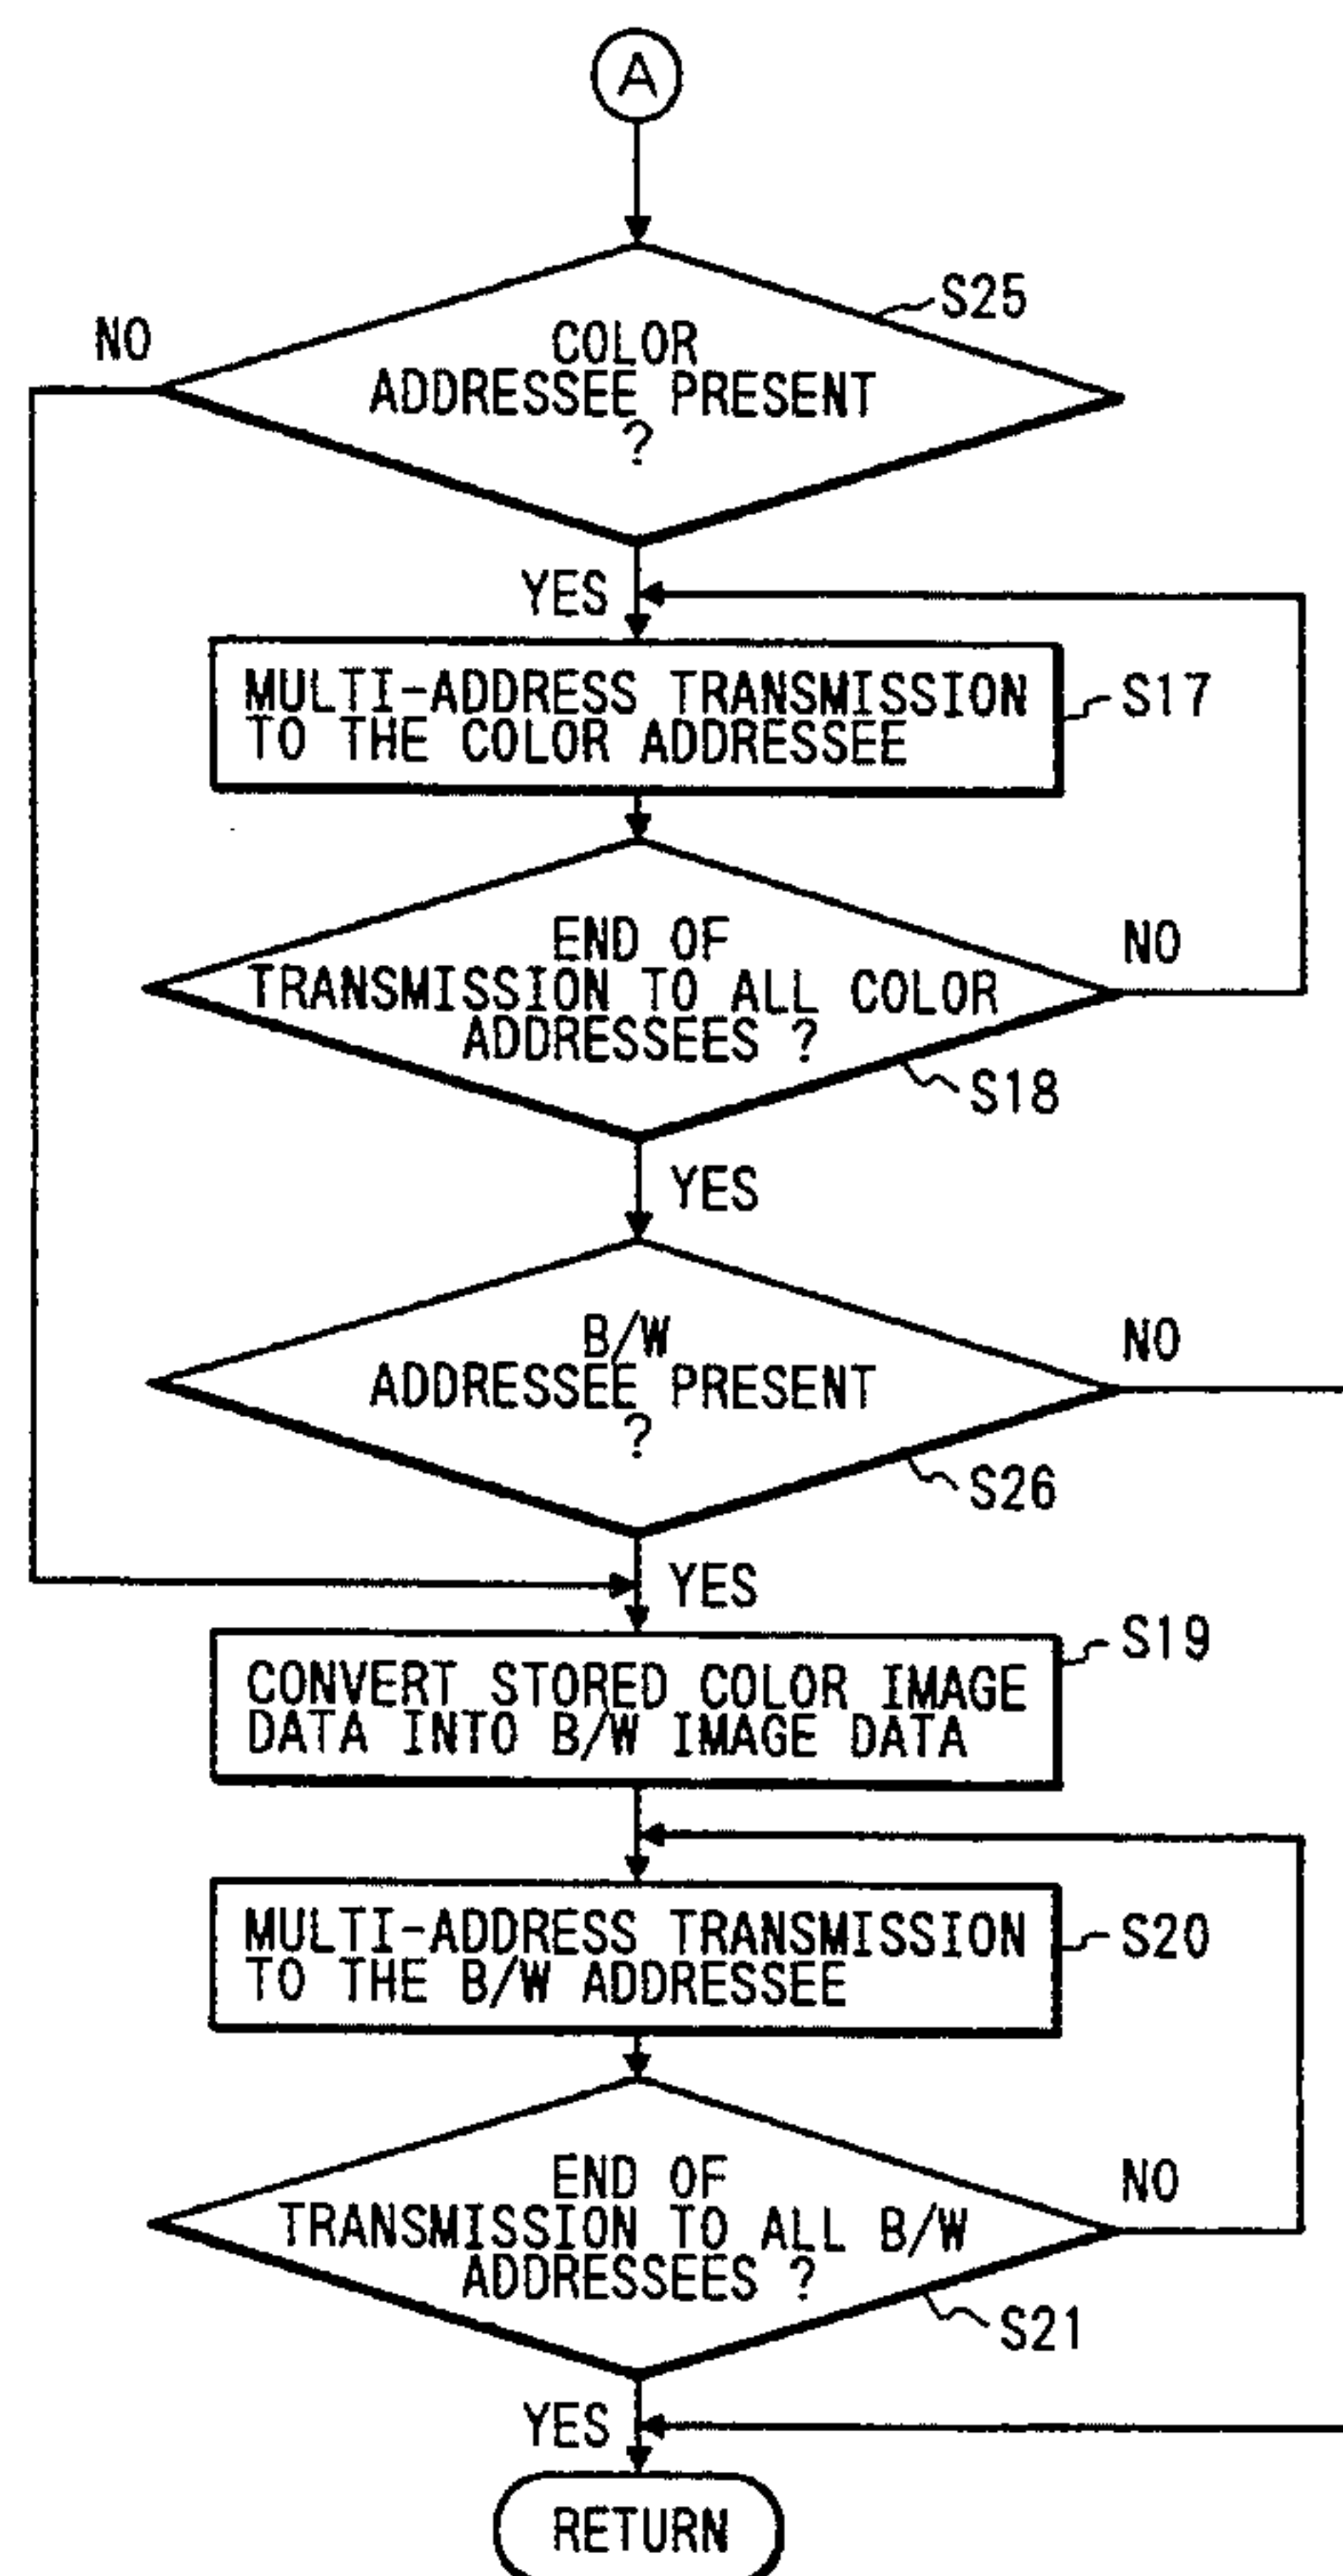 A
S25
NO
COLOR
ADDRESSEE PRESENT
?
YES
MULTI-ADDRESS TRANSMISSION
TO THE COLOR ADDRESSEE
S17
END OF
TRANSMISSION TO ALL COLOR
ADDRESSEES ?
NO
S18
YES
B/W
ADDRESSEE PRESENT
?
NO
S26
YES
S19
CONVERT STORED COLOR IMAGE
DATA INTO B/W IMAGE DATA
MULTI-ADDRESS TRANSMISSION
TO THE B/W ADDRESSEE
S20
END OF
TRANSMISSION TO ALL B/W
ADDRESSEES ?
NO
S21
YES
RETURN